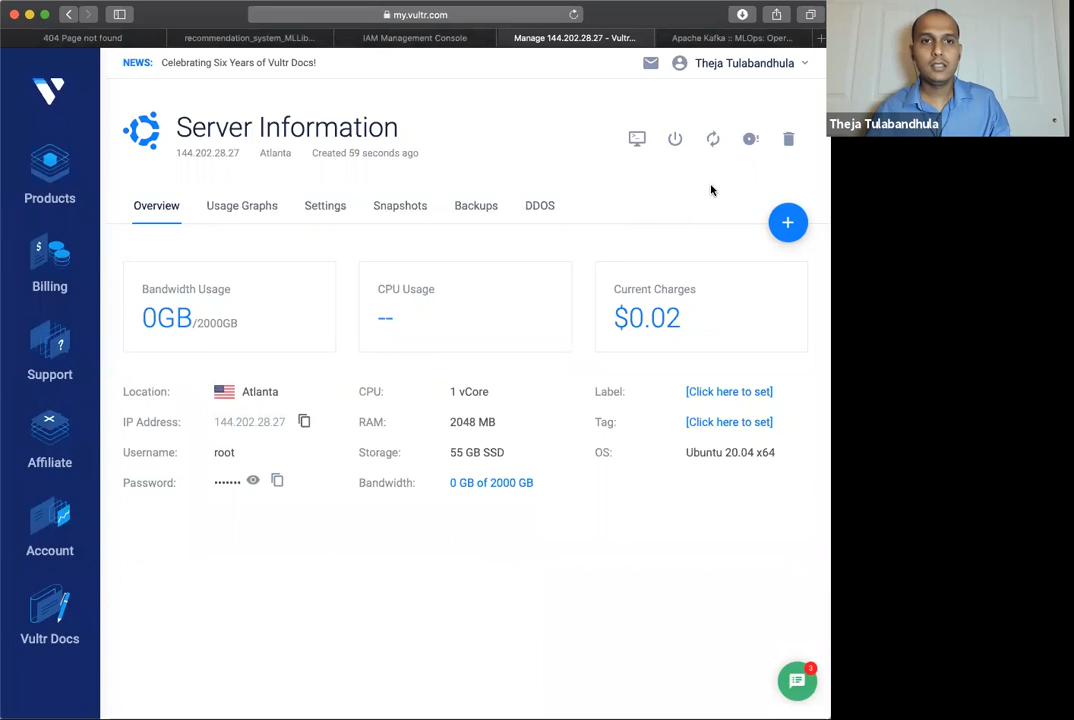 my.vultr.com
404 Page not found
recommendation_system_MLLib...
IAM Management Console
Manage 144.202.28.27 - Vultr...
Apache Kafka :: MLOps: Oper...
NEWS: Celebrating Six Years of Vultr Docs!
Theja Tulabandhula
Theja Tulabandhula
Server Information
144.202.28.27 Atlanta Created 59 seconds ago
Products
Billing
Support
Affiliate
Account
Vultr Docs
Overview Usage Graphs Settings Snapshots Backups DDOS
+
Bandwidth Usage
0GB/2000GB
CPU Usage
--
Current Charges
$0.02
Location: Atlanta
IP Address: 144.202.28.27
Username: root
Password: •••••••
CPU: 1 vCore
RAM: 2048 MB
Storage: 55 GB SSD
Bandwidth: 0 GB of 2000 GB
Label: [Click here to set]
Tag: [Click here to set]
OS: Ubuntu 20.04 x64
3